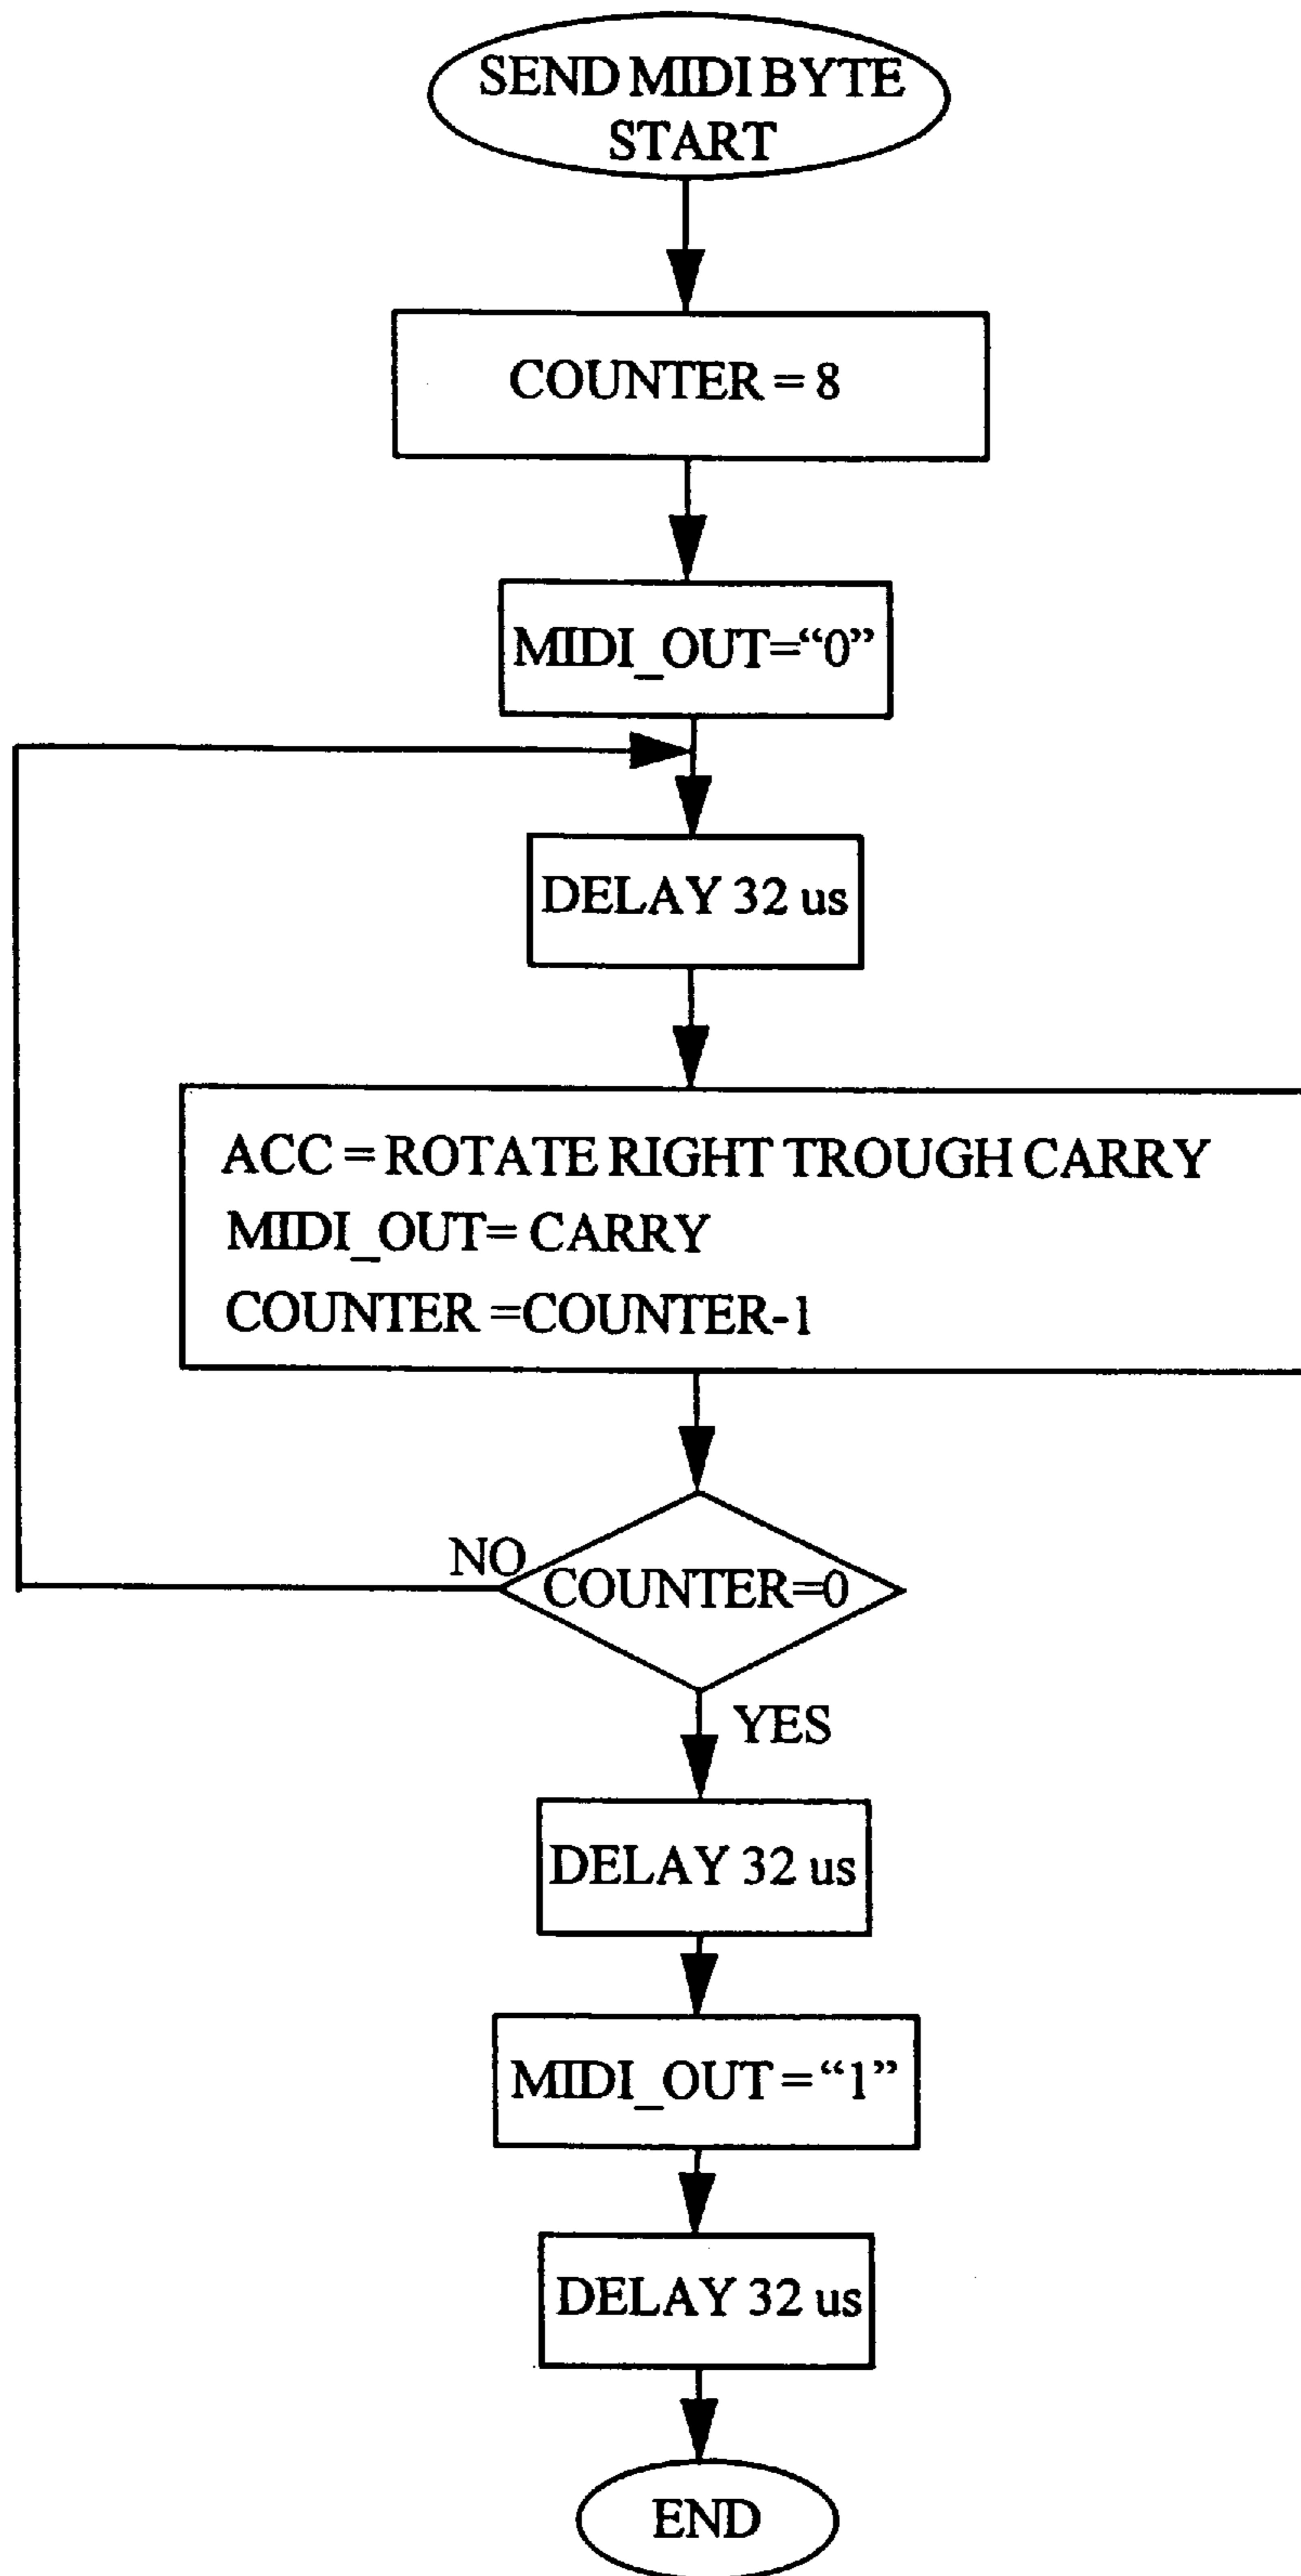 SEND MIDI BYTE
START
COUNTER = 8
MIDI_OUT=“0”
DELAY 32 us
ACC = ROTATE RIGHT TROUGH CARRY
MIDI_OUT= CARRY
COUNTER =COUNTER-1
NO
COUNTER=0
YES
DELAY 32 us
MIDI_OUT = “1”
DELAY 32 us
END